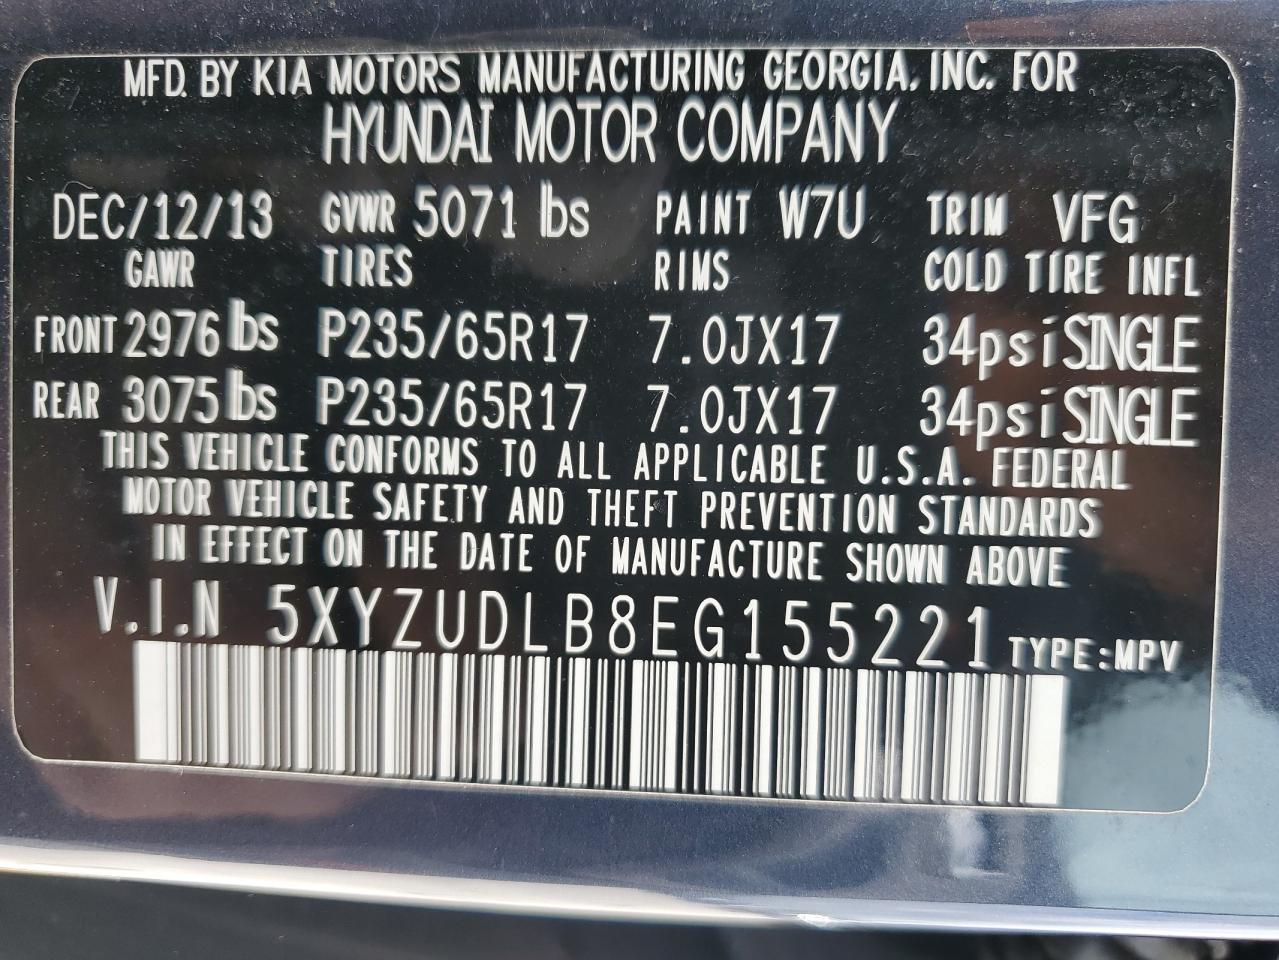 MFD. BY KIA MOTORS MANUFACTURING GEORGIA, INC. FOR
HYUNDAI MOTOR COMPANY
DEC/12/13 GVWR 5071 lbs PAINT W7U TRIM VFG
GAWR TIRES RIMS COLD TIRE INFL
FRONT 2976 lbs P235/65R17 7.0JX17 34psi SINGLE
REAR 3075 lbs P235/65R17 7.0JX17 34psi SINGLE
THIS VEHICLE CONFORMS TO ALL APPLICABLE U.S.A. FEDERAL
MOTOR VEHICLE SAFETY AND THEFT PREVENTION STANDARDS
IN EFFECT ON THE DATE OF MANUFACTURE SHOWN ABOVE
V.I.N 5XYZUDLB8EG155221 TYPE:MPV